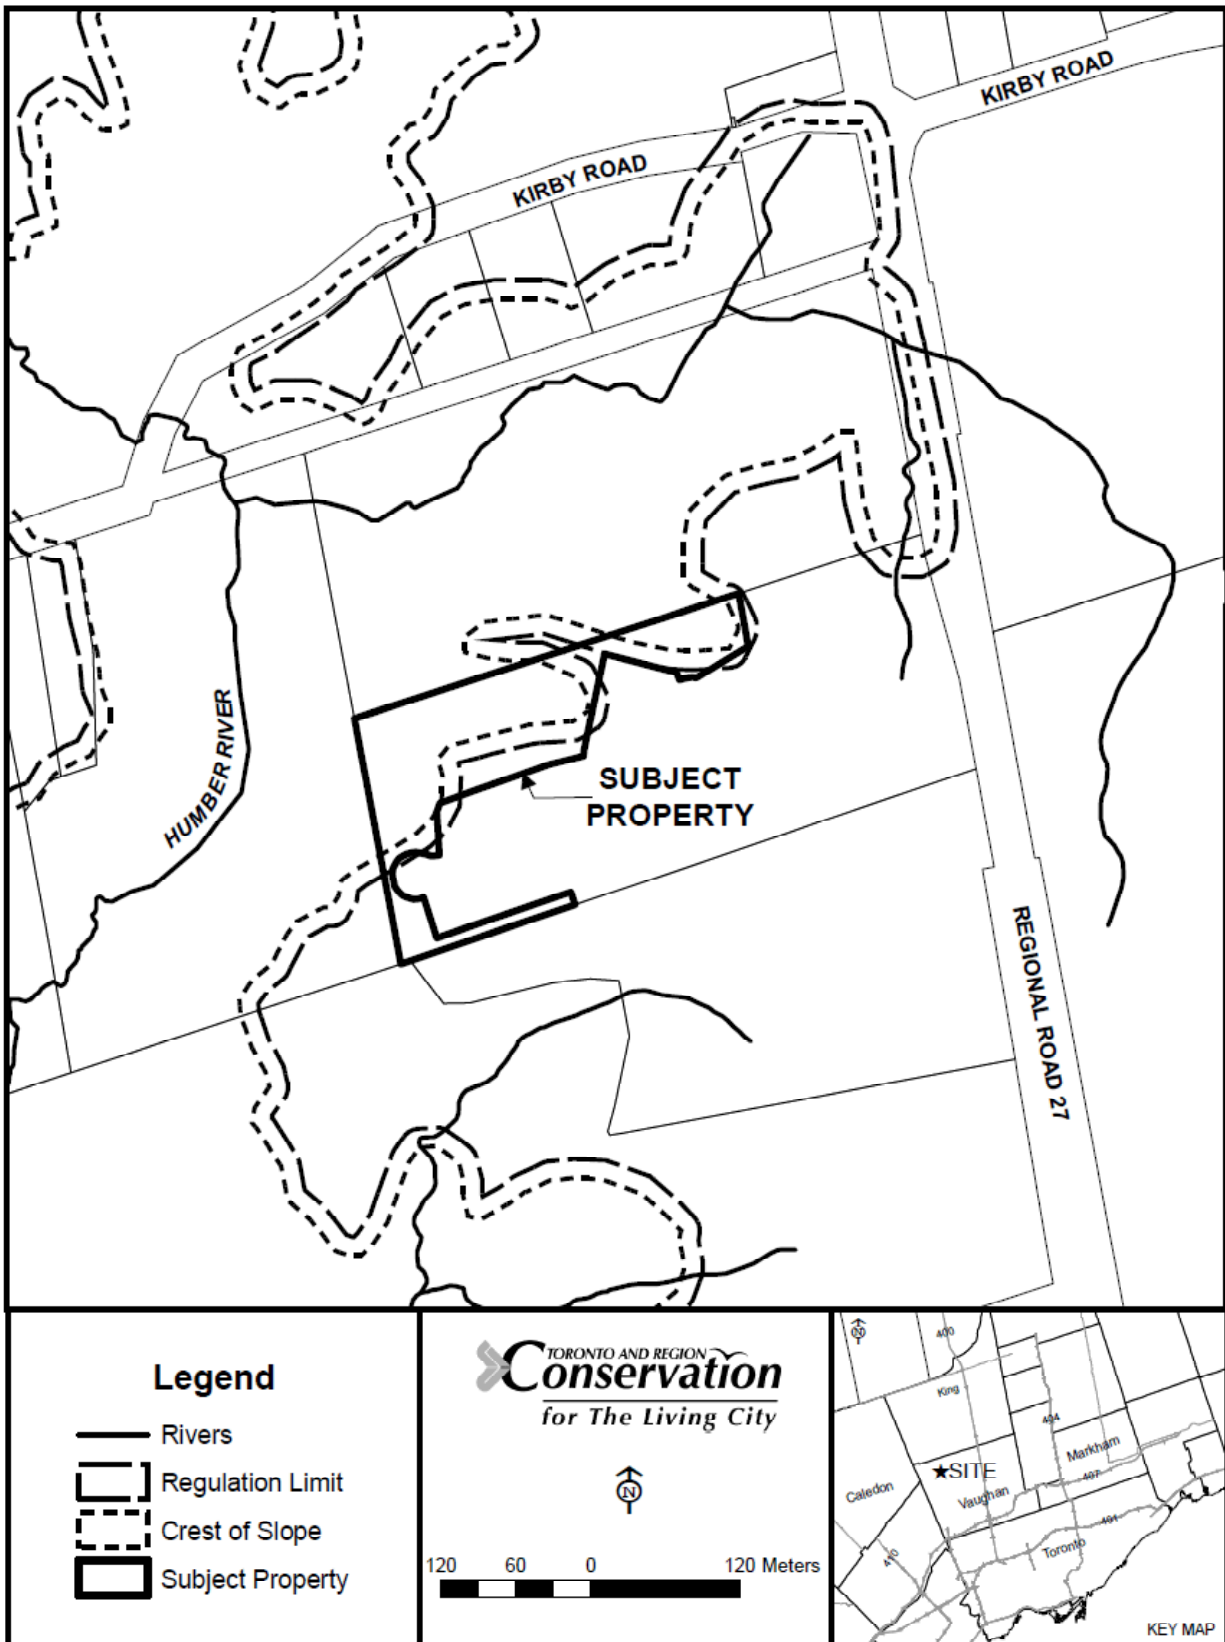 KIRBY ROAD
KIRBY ROAD
HUMBER RIVER
SUBJECT
PROPERTY
REGIONAL ROAD 27
Legend
Rivers
Regulation Limit
Crest of Slope
Subject Property
TORONTO AND REGION
Conservation
for The Living City
N
120 60 0 120 Meters
N
400
King
404
Markham
SITE
407
Caledon
Vaughan
401
410
Toronto
KEY MAP